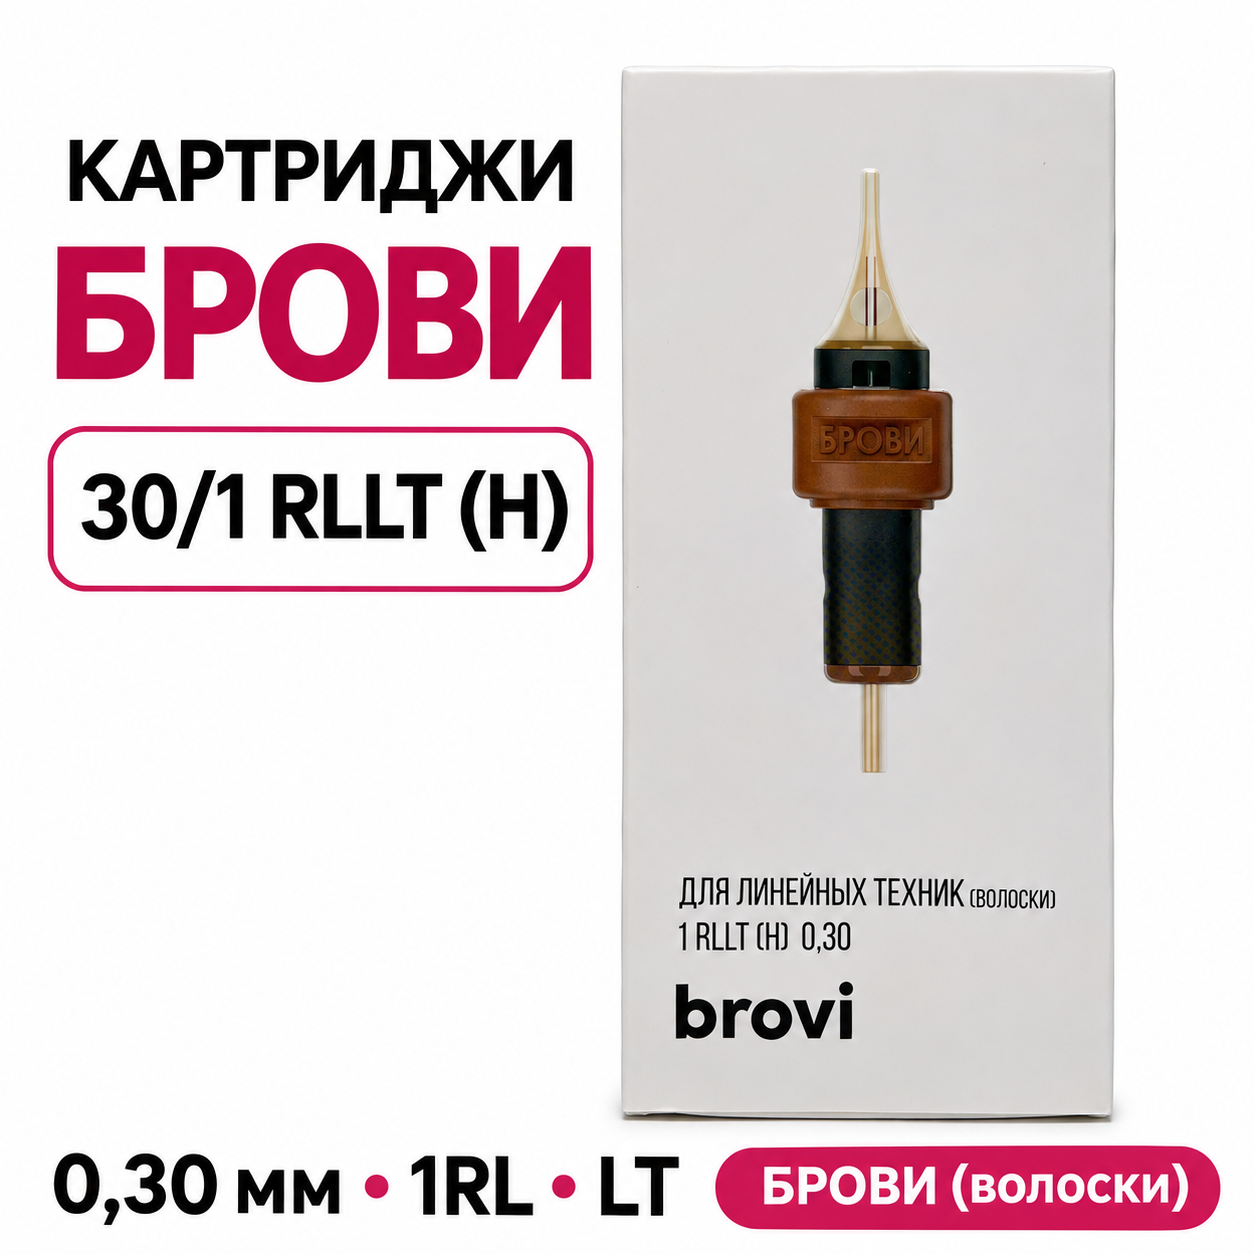 КАРТРИДЖИ
БРОВИ
30/1 RLLT (H)
БРОВИ
ДЛЯ ЛИНЕЙНЫХ ТЕХНИК (ВОЛОСКИ)
1 RLLT (H) 0,30
brovi
0,30 мм • 1RL • LT
БРОВИ (волоски)